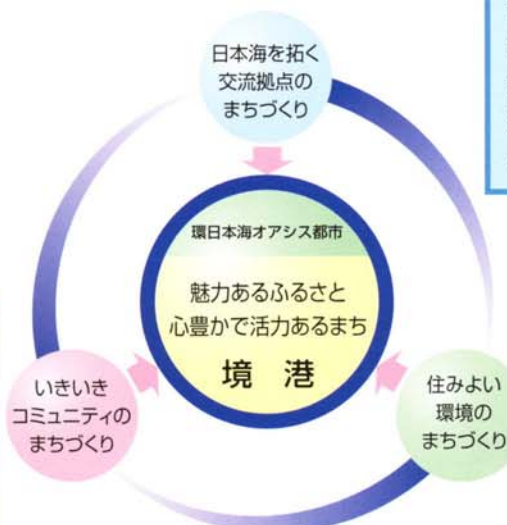 日本海を拓く
交流拠点の
まちづくり
環日本海オアシス都市
魅力あるふるさと
心豊かで活力あるまち
境 港
いきいき
コミュニティの
まちづくり
住みよい
環境の
まちづくり